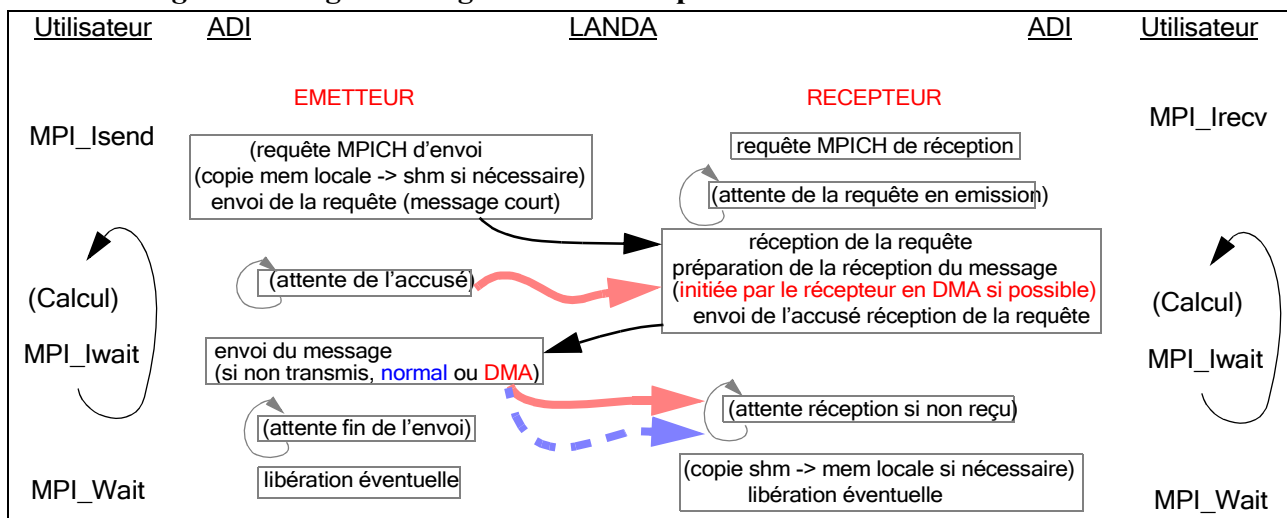 Utilisateur ADI LANDA ADI Utilisateur
EMETTEUR RECEPTEUR
MPI_Isend
MPI_Irecv
(requête MPICH d'envoi
(copie mem locale -> shm si nécessaire)
envoi de la requête (message court)
requête MPICH de réception
(attente de la requête en emission)
réception de la requête
préparation de la réception du message
(initiée par le récepteur en DMA si possible)
envoi de l'accusé réception de la requête
(attente de l'accusé)
(Calcul)
(Calcul)
MPI_Iwait
MPI_Iwait
envoi du message
(si non transmis, normal ou DMA)
(attente réception si non reçu)
(attente fin de l'envoi)
(copie shm -> mem locale si nécessaire)
libération éventuelle
libération éventuelle
MPI_Wait
MPI_Wait